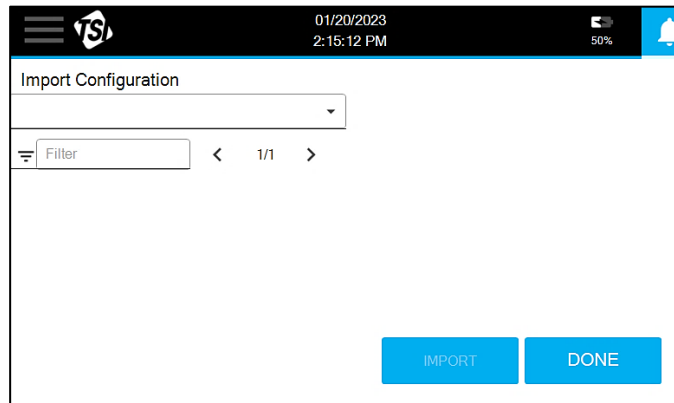 TSI
01/20/2023
2:15:12 PM
50%
Import Configuration
Filter
1/1
IMPORT
DONE